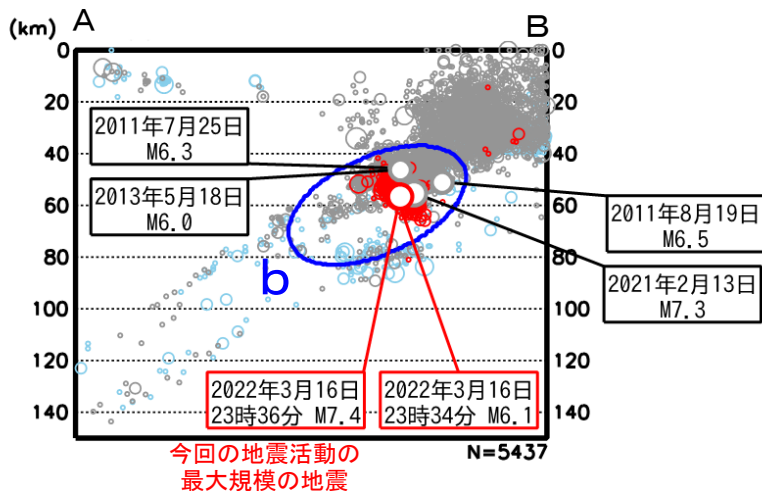 A
B
(km)
0
20
40
60
80
100
120
140
0
20
40
60
80
100
120
140
2011年7月25日
M6.3
2013年5月18日
M6.0
2011年8月19日
M6.5
2021年2月13日
M7.3
b
2022年3月16日
23時36分 M7.4
2022年3月16日
23時34分 M6.1
今回の地震活動の
最大規模の地震
N=5437